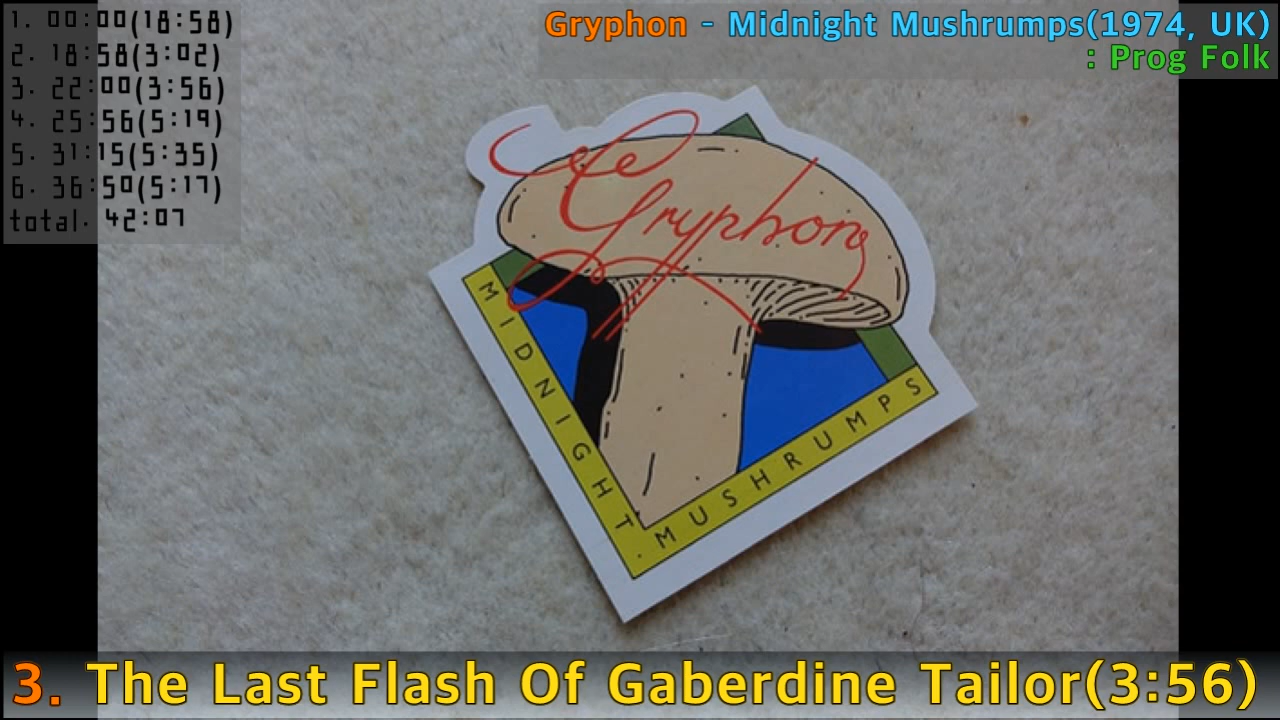 1. 00:00(18:58)
2. 18:58(3:02)
3. 22:00(3:56)
4. 25:56(5:19)
5. 31:15(5:35)
6. 36:50(5:17)
total. 42:07
Gryphon - Midnight Mushrumps(1974, UK)
: Prog Folk
Gryphon
MIDNIGHT · MUSHRUMPS
3. The Last Flash Of Gaberdine Tailor(3:56)